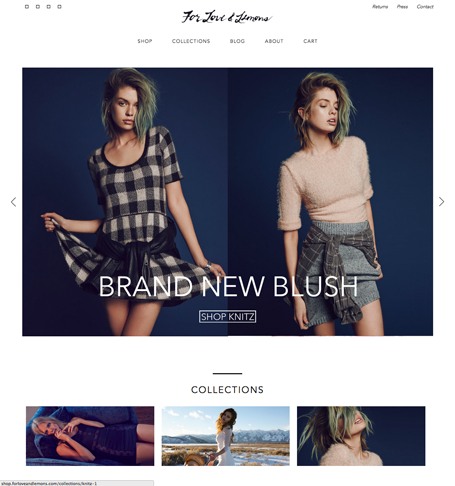 Returns Press Contact
For Love & Lemons
SHOP COLLECTIONS BLOG ABOUT CART
BRAND NEW BLUSH
SHOP KNITZ
COLLECTIONS
shop.forloveandlemons.com/collections/knitz-1